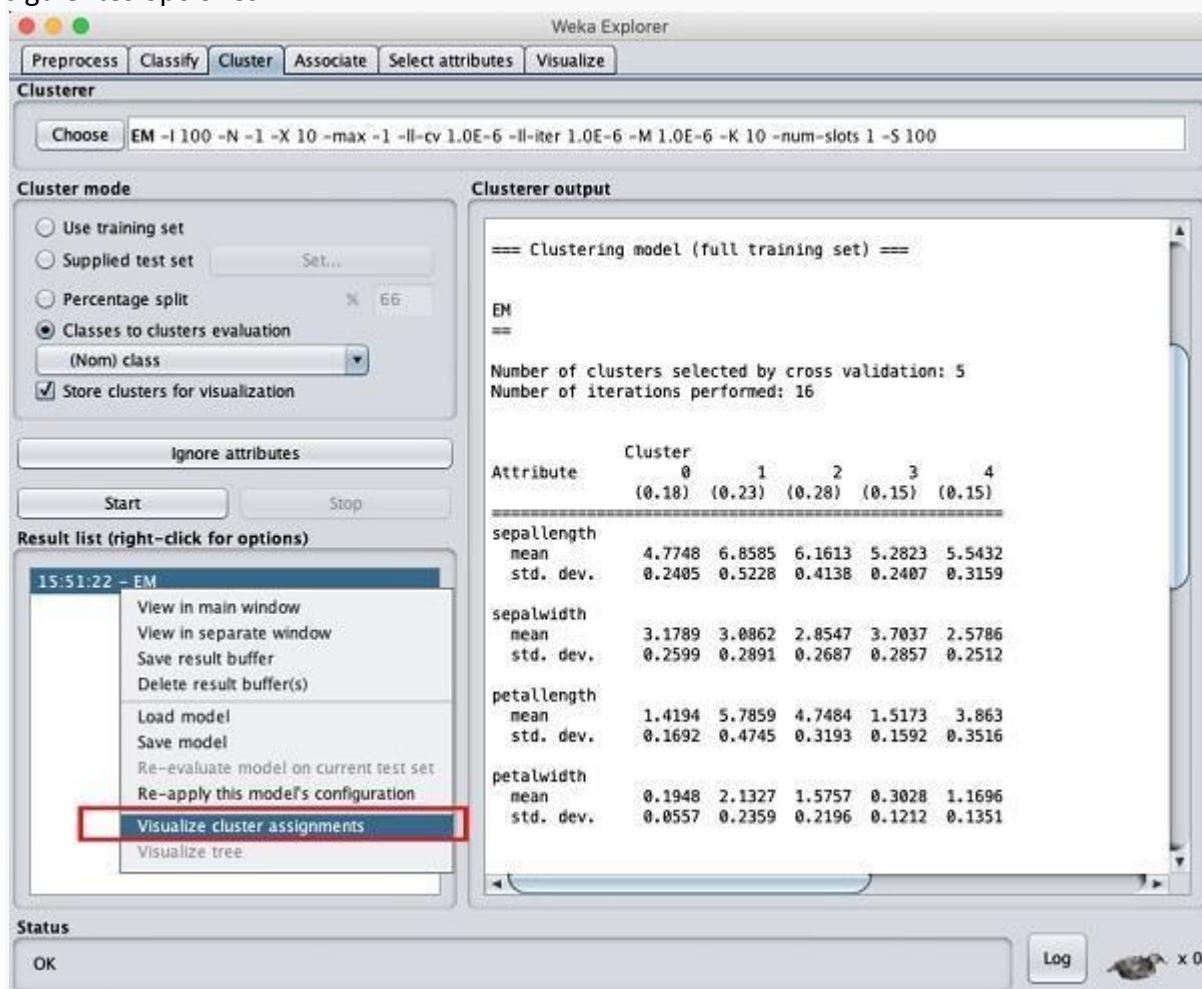 Weka Explorer
Preprocess Classify Cluster Associate Select attributes Visualize
Clusterer
Choose EM -I 100 -N -1 -X 10 -max -1 -ll-cv 1.0E-6 -ll-iter 1.0E-6 -M 1.0E-6 -K 10 -num-slots 1 -S 100
Cluster mode
Use training set
Supplied test set Set...
Percentage split % 66
Classes to clusters evaluation
(Nom) class
Store clusters for visualization
Ignore attributes
Start Stop
Result list (right-click for options)
15:51:22 - EM
View in main window
View in separate window
Save result buffer
Delete result buffer(s)
Load model
Save model
Re-evaluate model on current test set
Re-apply this model's configuration
Visualize cluster assignments
Visualize tree
Clusterer output
=== Clustering model (full training set) ===
EM
==
Number of clusters selected by cross validation: 5
Number of iterations performed: 16
Cluster
Attribute 0 1 2 3 4
(0.18) (0.23) (0.28) (0.15) (0.15)
======================================================
sepallength
mean 4.7748 6.8585 6.1613 5.2823 5.5432
std. dev. 0.2405 0.5228 0.4138 0.2407 0.3159
sepalwidth
mean 3.1789 3.0862 2.8547 3.7037 2.5786
std. dev. 0.2599 0.2891 0.2687 0.2857 0.2512
petallength
mean 1.4194 5.7859 4.7484 1.5173 3.863
std. dev. 0.1692 0.4745 0.3193 0.1592 0.3516
petalwidth
mean 0.1948 2.1327 1.5757 0.3028 1.1696
std. dev. 0.0557 0.2359 0.2196 0.1212 0.1351
Status
OK
Log x 0